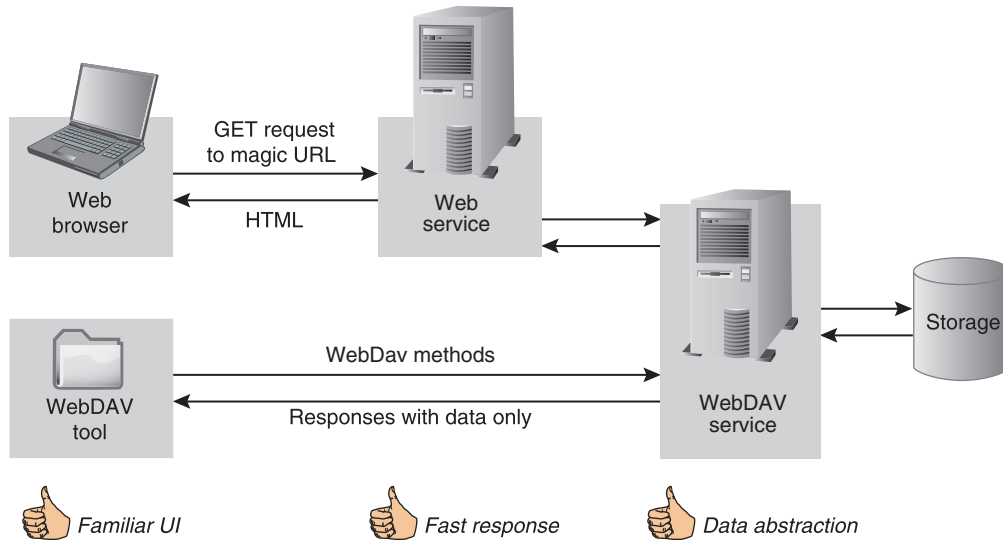 GET request
to magic URL
Web
browser
HTML
Web
service
Storage
WebDav methods
WebDAV
tool
Responses with data only
WebDAV
service
Familiar UI
Fast response
Data abstraction